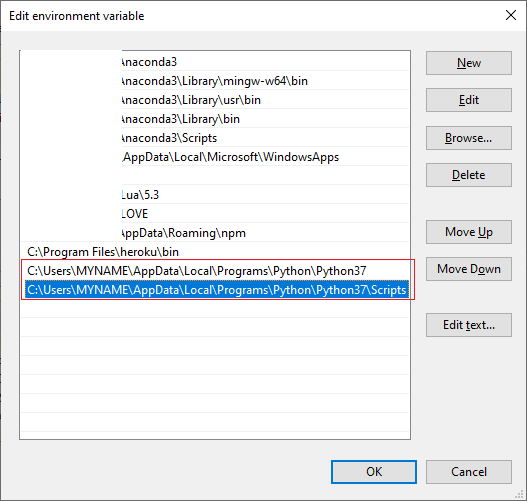 Edit environment variable
Anaconda3
Anaconda3\Library\mingw-w64\bin
Anaconda3\Library\usr\bin
Anaconda3\Library\bin
Anaconda3\Scripts
AppData\Local\Microsoft\WindowsApps
Lua\5.3
LOVE
AppData\Roaming\npm
C:\Program Files\heroku\bin
C:\Users\MYNAME\AppData\Local\Programs\Python\Python37
C:\Users\MYNAME\AppData\Local\Programs\Python\Python37\Scripts
New
Edit
Browse...
Delete
Move Up
Move Down
Edit text...
OK
Cancel